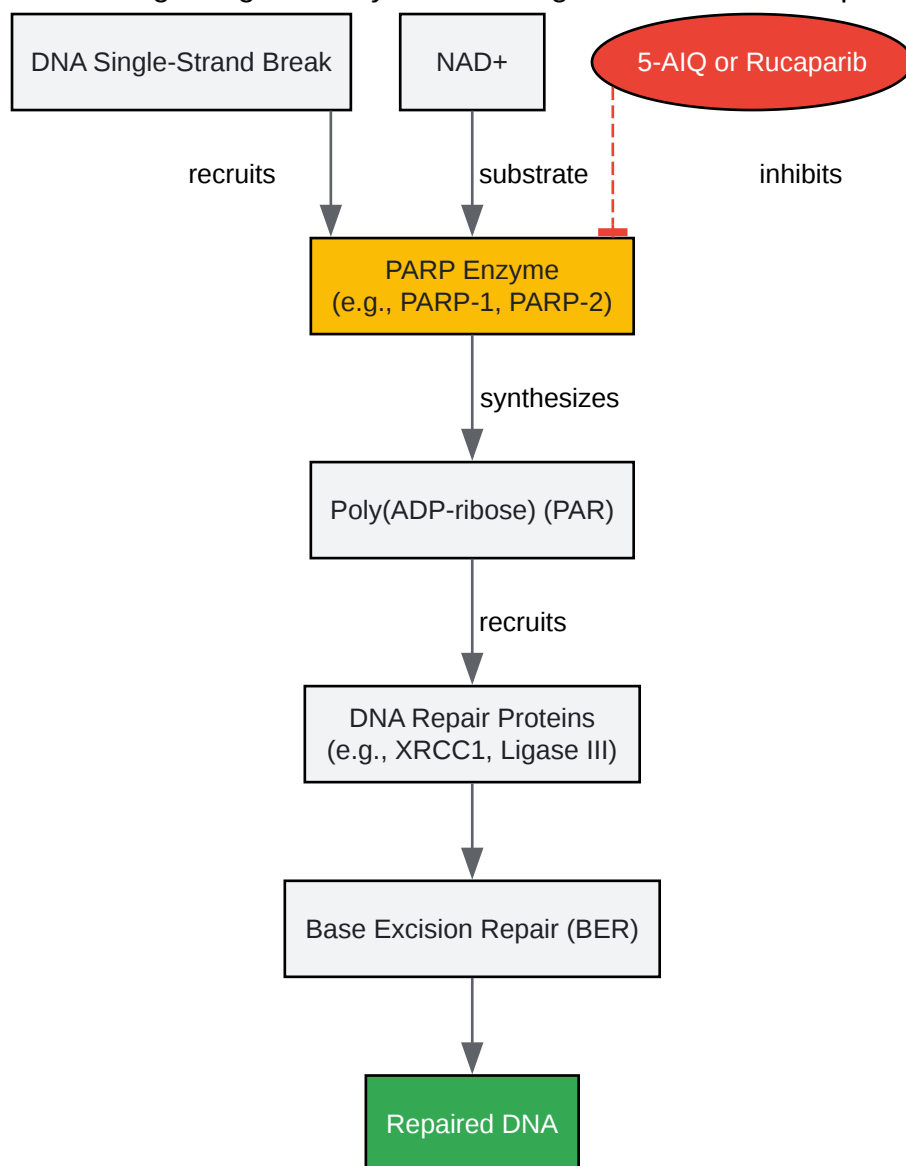 DNA Single-Strand Break
NAD+
5-AIQ or Rucaparib
recruits
substrate
inhibits
PARP Enzyme
(e.g., PARP-1, PARP-2)
synthesizes
Poly(ADP-ribose) (PAR)
recruits
DNA Repair Proteins
(e.g., XRCC1, Ligase III)
Base Excision Repair (BER)
Repaired DNA